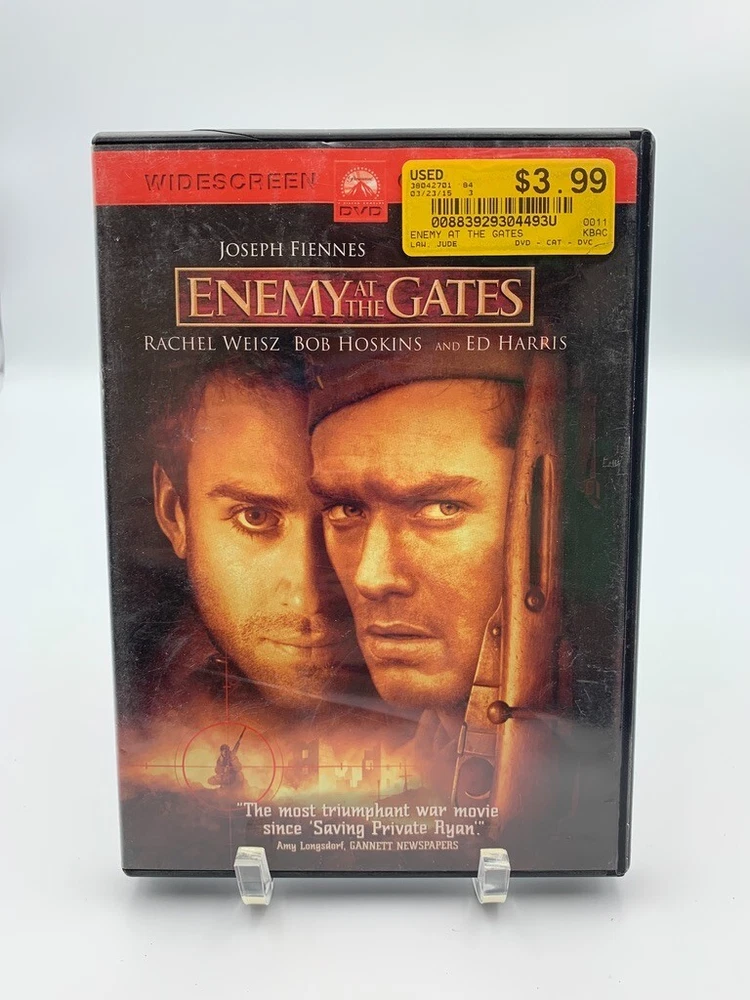 WIDESCREEN
DVD
USED
$3.99
38042701 04
03/23/15 3
00883929304493U
0011
ENEMY AT THE GATES
KBAC
LAW, JUDE
DVD - CAT - DVC
JOSEPH FIENNES
ENEMY AT THE GATES
RACHEL WEISZ BOB HOSKINS AND ED HARRIS
"The most triumphant war movie
since 'Saving Private Ryan'."
Amy Longsdorf, GANNETT NEWSPAPERS